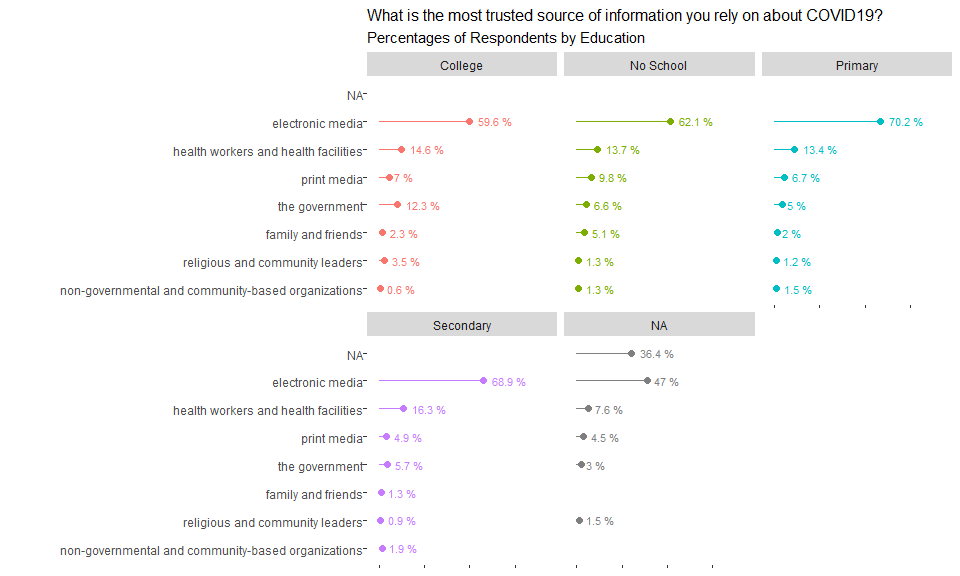 What is the most trusted source of information you rely on about COVID19?
Percentages of Respondents by Education
College No School Primary
NA
electronic media 59.6 % 62.1 % 70.2 %
health workers and health facilities 14.6 % 13.7 % 13.4 %
print media 7 % 9.8 % 6.7 %
the government 12.3 % 6.6 % 5 %
family and friends 2.3 % 5.1 % 2 %
religious and community leaders 3.5 % 1.3 % 1.2 %
non-governmental and community-based organizations 0.6 % 1.3 % 1.5 %
Secondary NA
NA 36.4 %
electronic media 68.9 % 47 %
health workers and health facilities 16.3 % 7.6 %
print media 4.9 % 4.5 %
the government 5.7 % 3 %
family and friends 1.3 %
religious and community leaders 0.9 % 1.5 %
non-governmental and community-based organizations 1.9 %